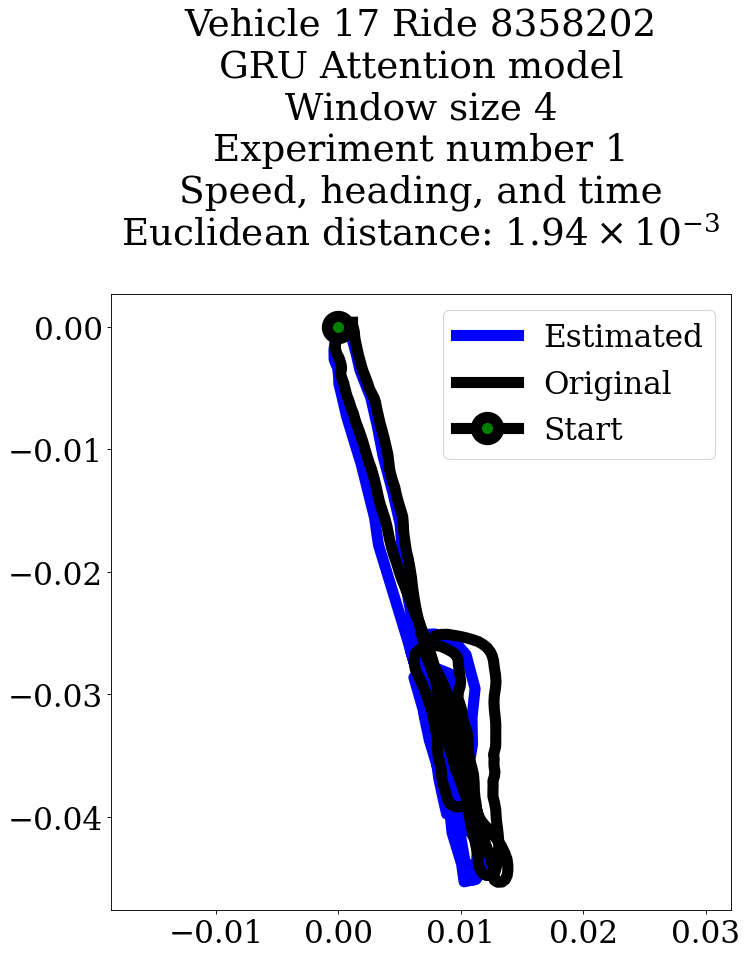 Vehicle 17 Ride 8358202
GRU Attention model
Window size 4
Experiment number 1
Speed, heading, and time
Euclidean distance: 1.94 × 10⁻³
Estimated
Original
Start
0.00
−0.01
−0.02
−0.03
−0.04
−0.01 0.00 0.01 0.02 0.03